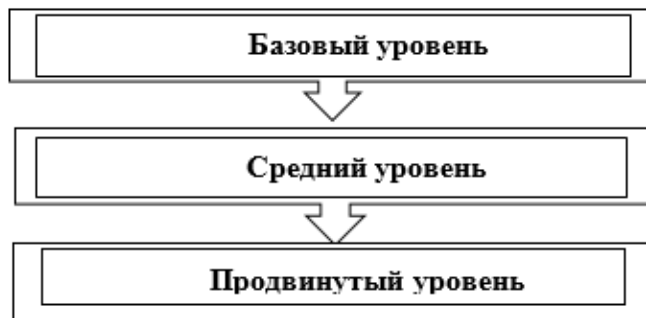 Базовый уровень
Средний уровень
Продвинутый уровень